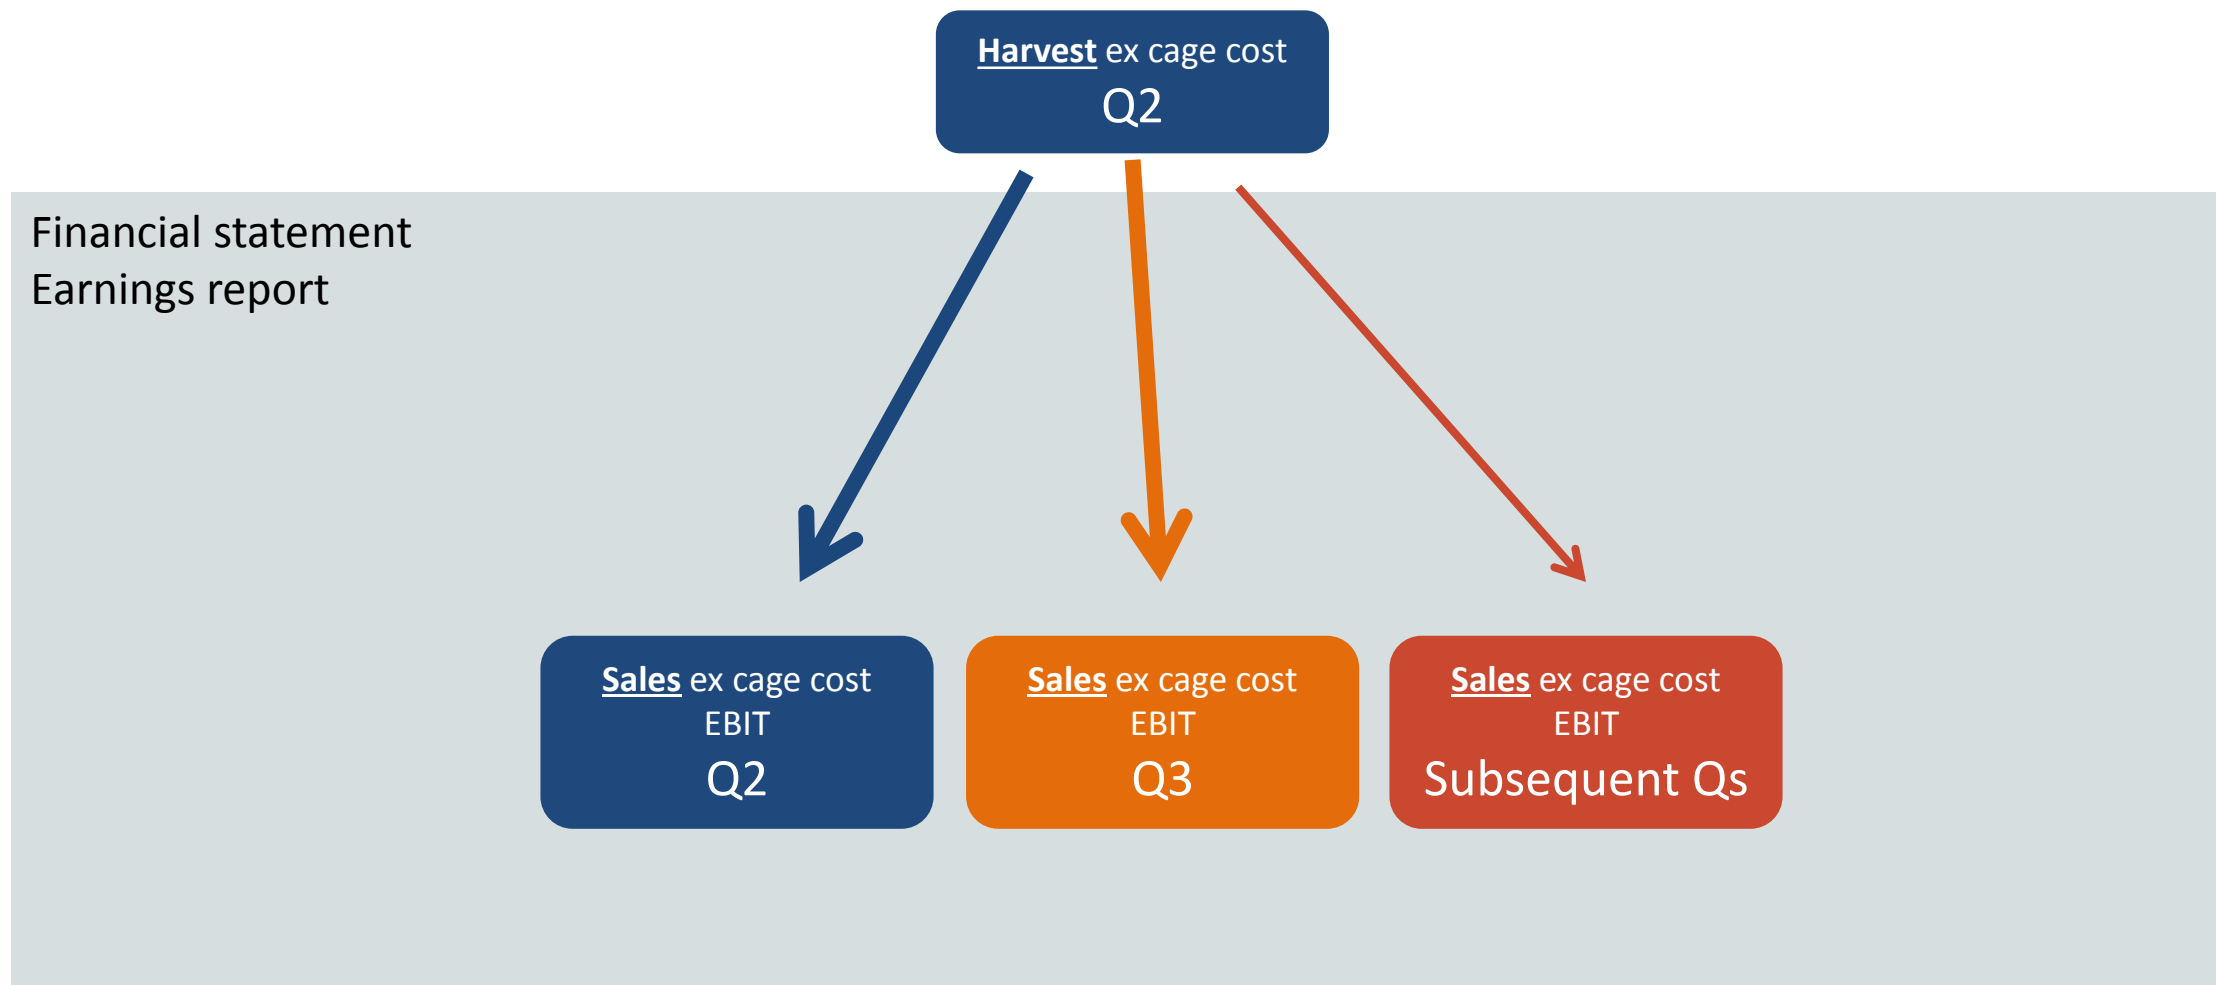 Harvest ex cage cost
Q2
Financial statement
Earnings report
Sales ex cage cost
EBIT
Q2
Sales ex cage cost
EBIT
Q3
Sales ex cage cost
EBIT
Subsequent Qs